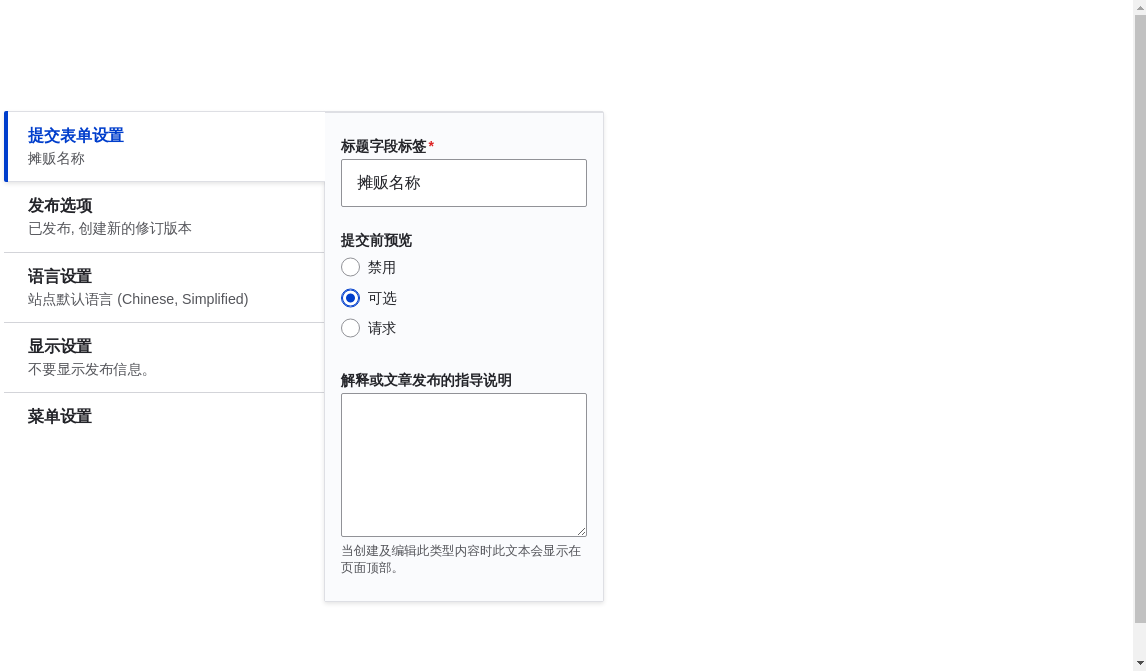 提交表单设置
摊贩名称
发布选项
已发布, 创建新的修订版本
语言设置
站点默认语言 (Chinese, Simplified)
显示设置
不要显示发布信息。
菜单设置
标题字段标签*
摊贩名称
提交前预览
禁用
可选
请求
解释或文章发布的指导说明
当创建及编辑此类型内容时此文本会显示在
页面顶部。